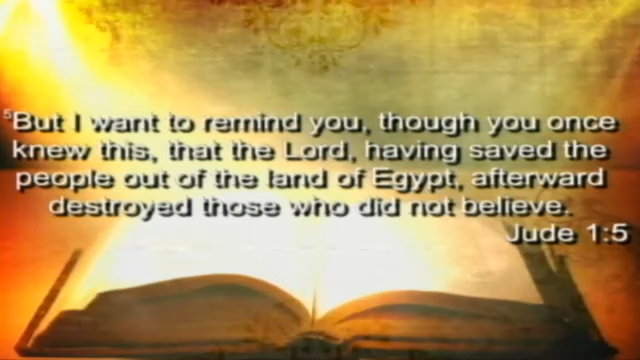 ⁵But I want to remind you, though you once
knew this, that the Lord, having saved the
people out of the land of Egypt, afterward
destroyed those who did not believe.
Jude 1:5